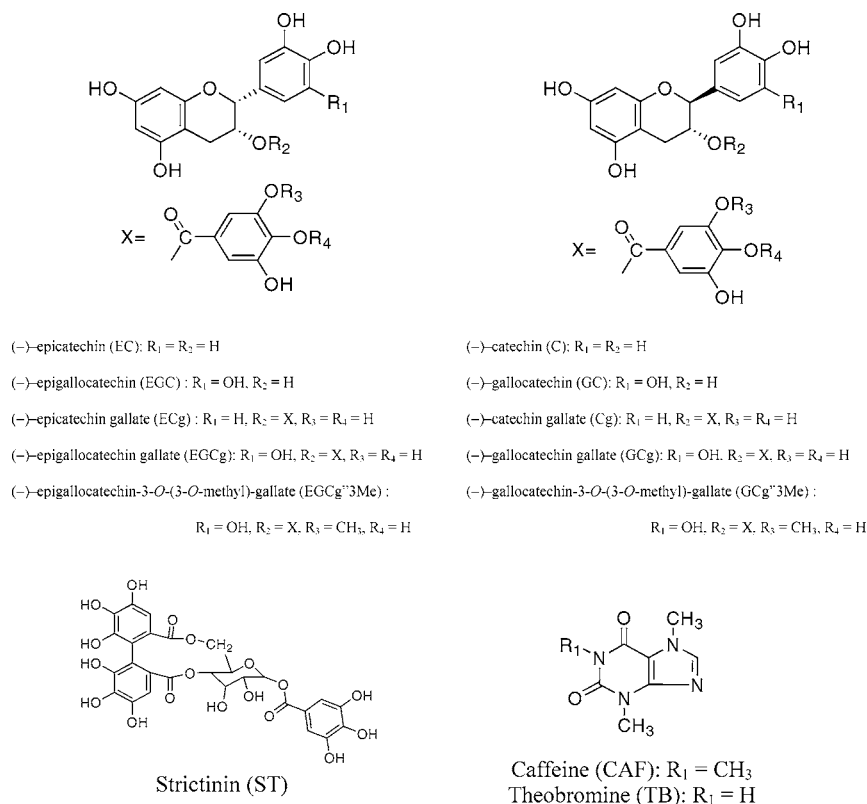 OH
OH
HO
O
R₁
OR₂
OH
OH
OH
HO
O
R₁
OR₂
OH
X=
O
C
OR₃
OR₄
OH
X=
O
C
OR₃
OR₄
OH
(−)–epicatechin (EC): R₁ = R₂ = H
(−)–epigallocatechin (EGC) : R₁ = OH, R₂ = H
(−)–epicatechin gallate (ECg) : R₁ = H, R₂ = X, R₃ = R₄ = H
(−)–epigallocatechin gallate (EGCg): R₁ = OH, R₂ = X, R₃ = R₄ = H
(−)–epigallocatechin-3-O-(3-O-methyl)-gallate (EGCg"3Me) :
R₁ = OH, R₂ = X, R₃ = CH₃, R₄ = H
(−)–catechin (C): R₁ = R₂ = H
(−)–gallocatechin (GC): R₁ = OH, R₂ = H
(−)–catechin gallate (Cg): R₁ = H, R₂ = X, R₃ = R₄ = H
(−)–gallocatechin gallate (GCg): R₁ = OH, R₂ = X, R₃ = R₄ = H
(−)–gallocatechin-3-O-(3-O-methyl)-gallate (GCg"3Me) :
R₁ = OH, R₂ = X, R₃ = CH₃, R₄ = H
OH
HO
HO
O
O
CH₂
HO
HO
OH
O
O
O
HO
OH
O
O
OH
OH
OH
Strictinin (ST)
O
CH₃
R₁
N
N
O
N
N
CH₃
Caffeine (CAF): R₁ = CH₃
Theobromine (TB): R₁ = H